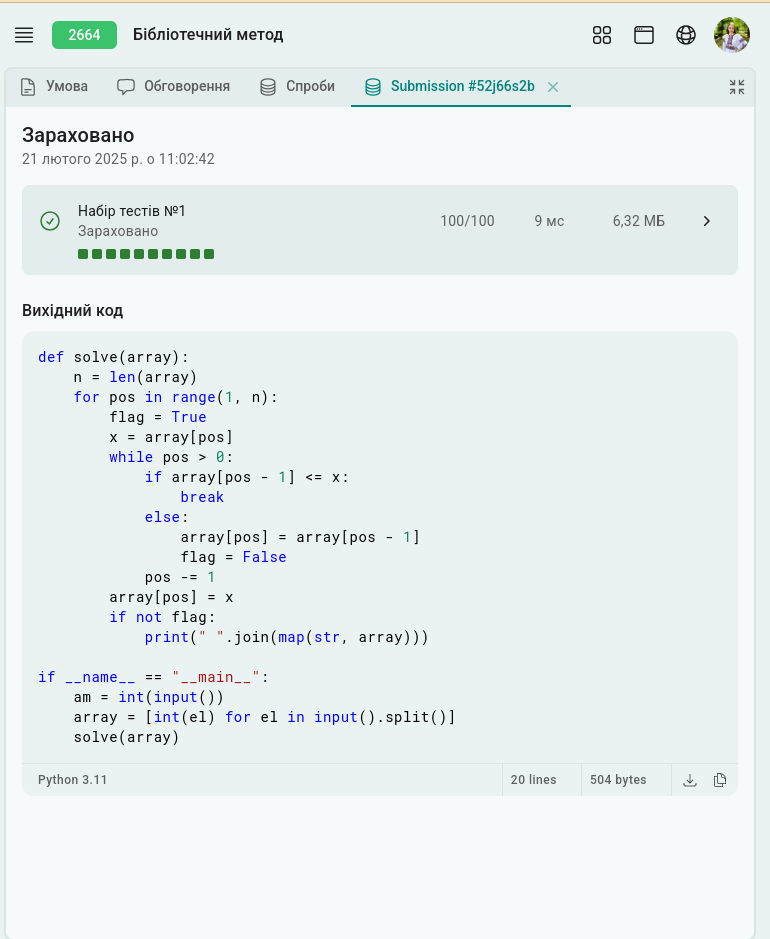 2664 Бібліотечний метод
Умова Обговорення Спроби Submission #52j66s2b
Зараховано
21 лютого 2025 р. о 11:02:42
Набір тестів №1
Зараховано
100/100 9 мс 6,32 МБ
Вихідний код
def solve(array):
    n = len(array)
    for pos in range(1, n):
        flag = True
        x = array[pos]
        while pos > 0:
            if array[pos - 1] <= x:
                break
            else:
                array[pos] = array[pos - 1]
                flag = False
            pos -= 1
        array[pos] = x
        if not flag:
            print(" ".join(map(str, array)))

if __name__ == "__main__":
    am = int(input())
    array = [int(el) for el in input().split()]
    solve(array)
Python 3.11 20 lines 504 bytes